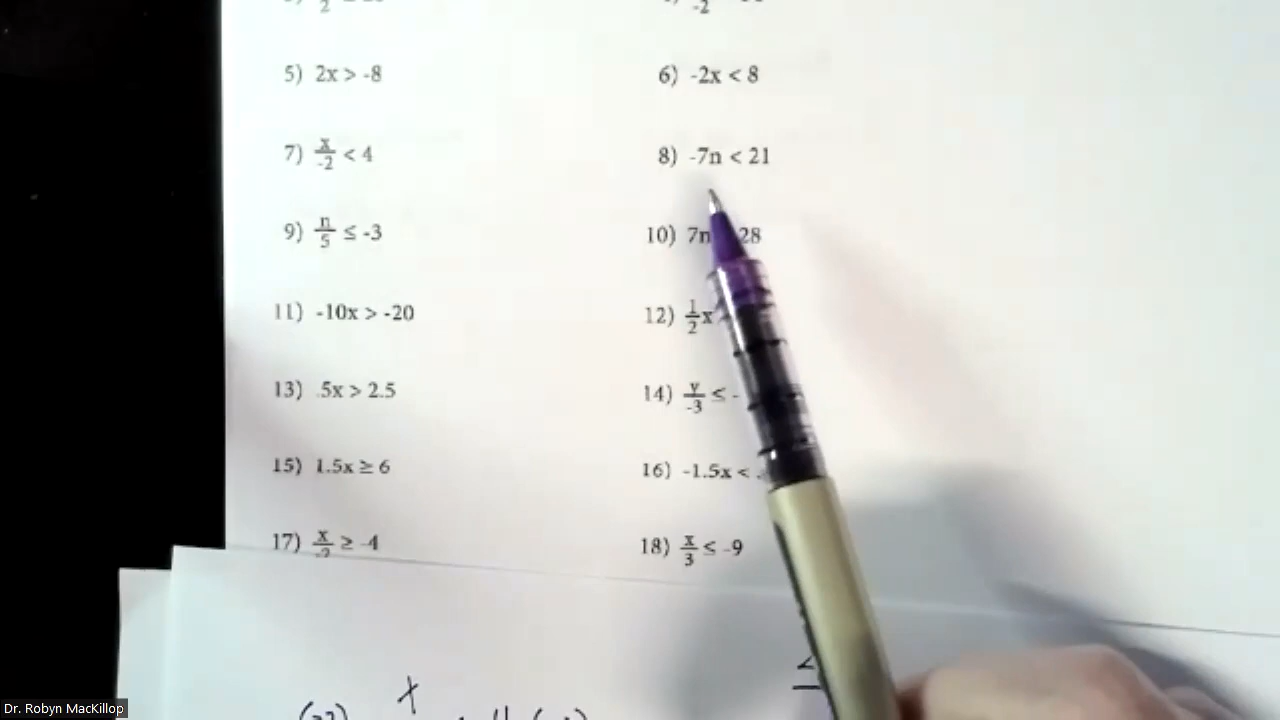 5) 2x > -8
6) -2x < 8
7) x/-2 < 4
8) -7n < 21
9) n/5 ≤ -3
10) 7n 28
11) -10x > -20
12) 1/2x
13) .5x > 2.5
14) y/-3 ≤ -
15) 1.5x ≥ 6
16) -1.5x <
17) x/-2 ≥ -4
18) x/3 ≤ -9
x
Dr. Robyn MacKillop